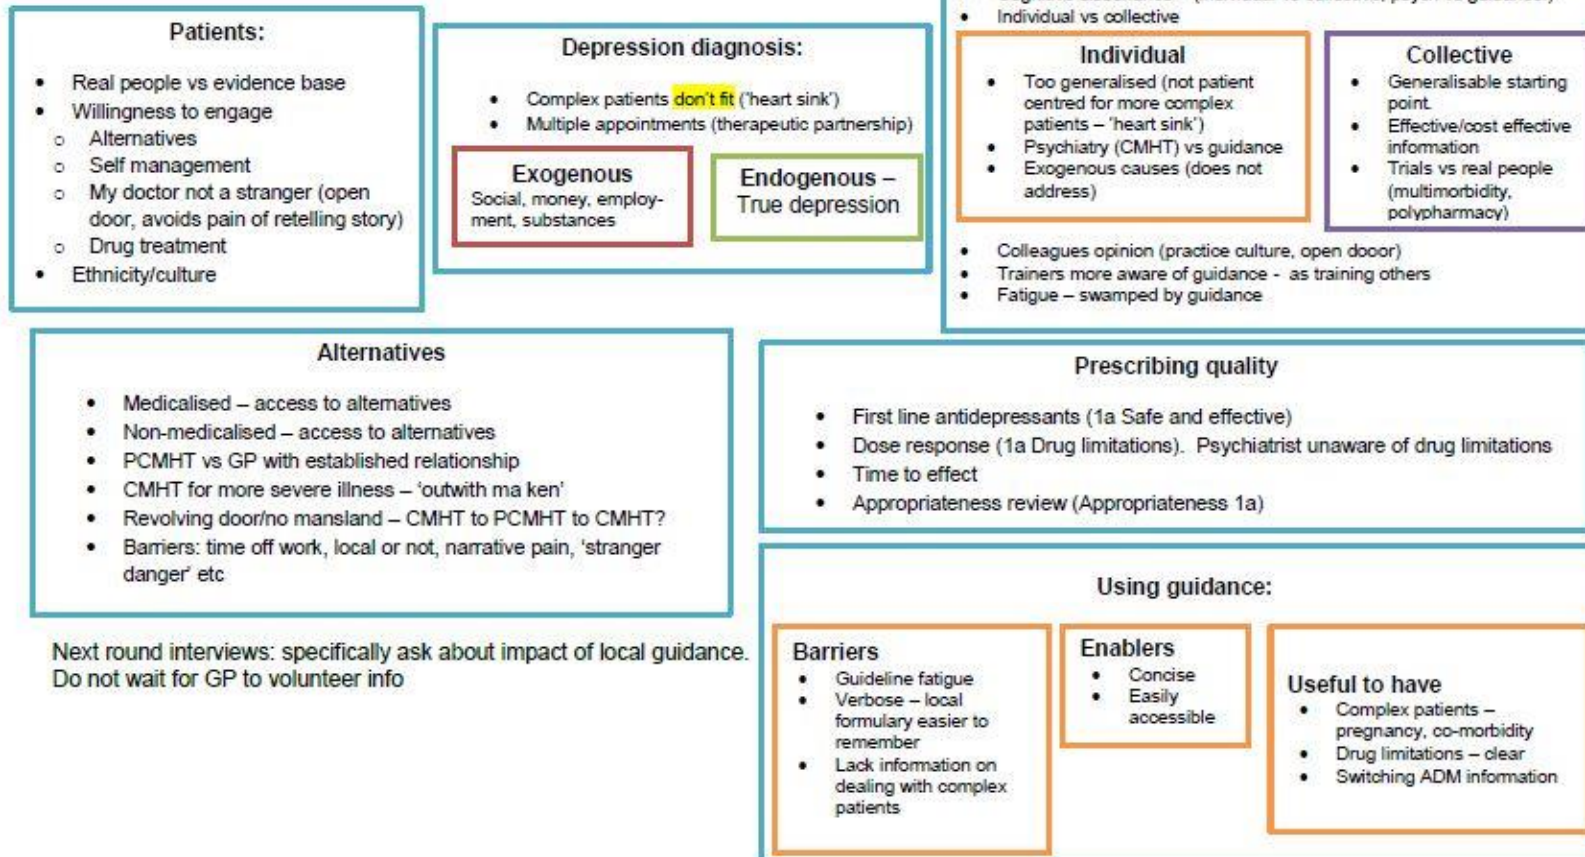 Patients:
• Real people vs evidence base
• Willingness to engage
o Alternatives
o Self management
o My doctor not a stranger (open
door, avoids pain of retelling story)
o Drug treatment
• Ethnicity/culture
Depression diagnosis:
• Complex patients don't fit ('heart sink')
• Multiple appointments (therapeutic partnership)
Exogenous
Social, money, employ-
ment, substances
Endogenous –
True depression
• Individual vs collective
Individual
• Too generalised (not patient
centred for more complex
patients – 'heart sink')
• Psychiatry (CMHT) vs guidance
• Exogenous causes (does not
address)
Collective
• Generalisable starting
point.
• Effective/cost effective
information
• Trials vs real people
(multimorbidity,
polypharmacy)
• Colleagues opinion (practice culture, open dooor)
• Trainers more aware of guidance - as training others
• Fatigue – swamped by guidance
Alternatives
• Medicalised – access to alternatives
• Non-medicalised – access to alternatives
• PCMHT vs GP with established relationship
• CMHT for more severe illness – 'outwith ma ken'
• Revolving door/no mansland – CMHT to PCMHT to CMHT?
• Barriers: time off work, local or not, narrative pain, 'stranger
danger' etc
Prescribing quality
• First line antidepressants (1a Safe and effective)
• Dose response (1a Drug limitations). Psychiatrist unaware of drug limitations
• Time to effect
• Appropriateness review (Appropriateness 1a)
Next round interviews: specifically ask about impact of local guidance.
Do not wait for GP to volunteer info
Using guidance:
Barriers
• Guideline fatigue
• Verbose – local
formulary easier to
remember
• Lack information on
dealing with complex
patients
Enablers
• Concise
• Easily
accessible
Useful to have
• Complex patients –
pregnancy, co-morbidity
• Drug limitations – clear
• Switching ADM information